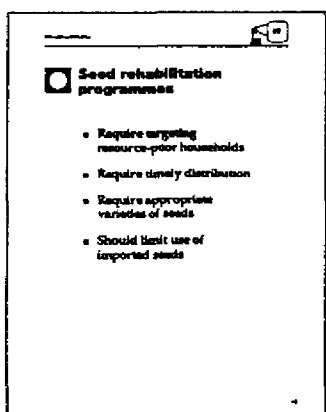 Seed rehabilitation
programmes
• Require targeting
resource-poor households
• Require timely distribution
• Require appropriate
varieties of seeds
• Should limit use of
imported seeds